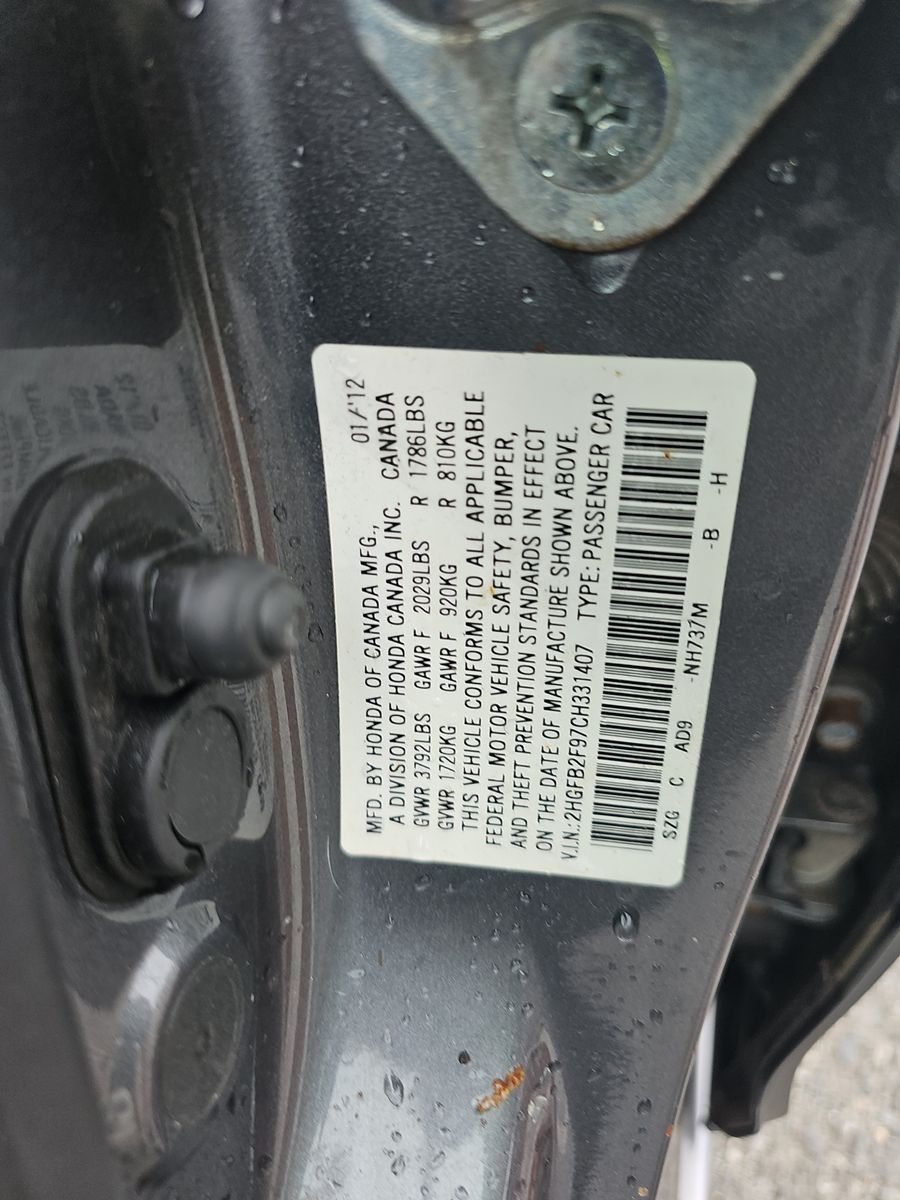 MFD. BY HONDA OF CANADA MFG., 01/'12
A DIVISION OF HONDA CANADA INC. CANADA
GVWR 3792LBS GAWR F 2029LBS R 1786LBS
GVWR 1720KG GAWR F 920KG R 810KG
THIS VEHICLE CONFORMS TO ALL APPLICABLE
FEDERAL MOTOR VEHICLE SAFETY, BUMPER,
AND THEFT PREVENTION STANDARDS IN EFFECT
ON THE DATE OF MANUFACTURE SHOWN ABOVE.
V.I.N.:2HGFB2F97CH331407 TYPE: PASSENGER CAR
SZG C AD9 -NH737M -B -H